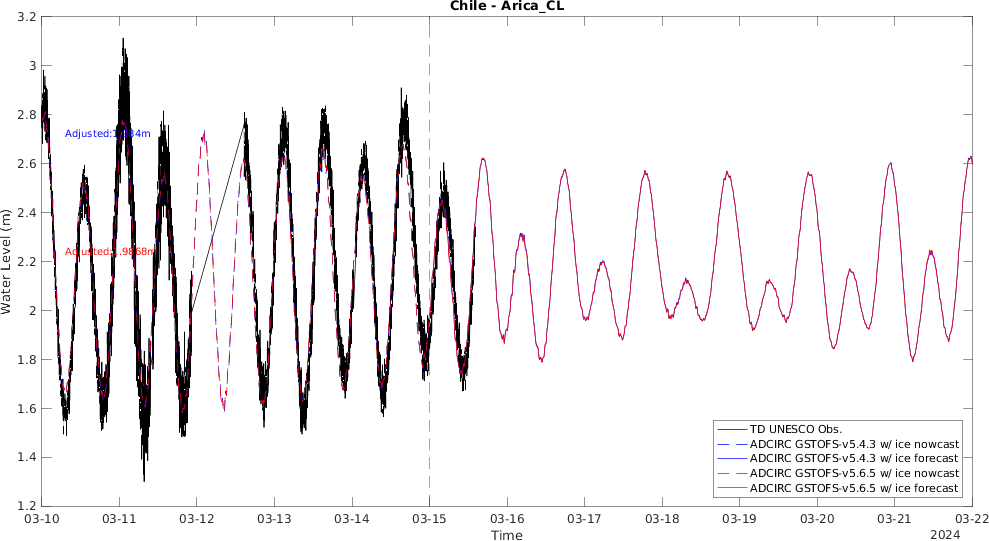 Chile - Arica_CL
3.2
3
2.8
2.6
2.4
2.2
2
1.8
1.6
1.4
1.2
Water Level (m)
Adjusted:
Adjusted:1.9868m
03-10
03-11
03-12
03-13
03-14
03-15
03-16
03-17
03-18
03-19
03-20
03-21
03-22
Time
2024
TD UNESCO Obs.
ADCIRC GSTOFS-v5.4.3 w/ ice nowcast
ADCIRC GSTOFS-v5.4.3 w/ ice forecast
ADCIRC GSTOFS-v5.6.5 w/ ice nowcast
ADCIRC GSTOFS-v5.6.5 w/ ice forecast